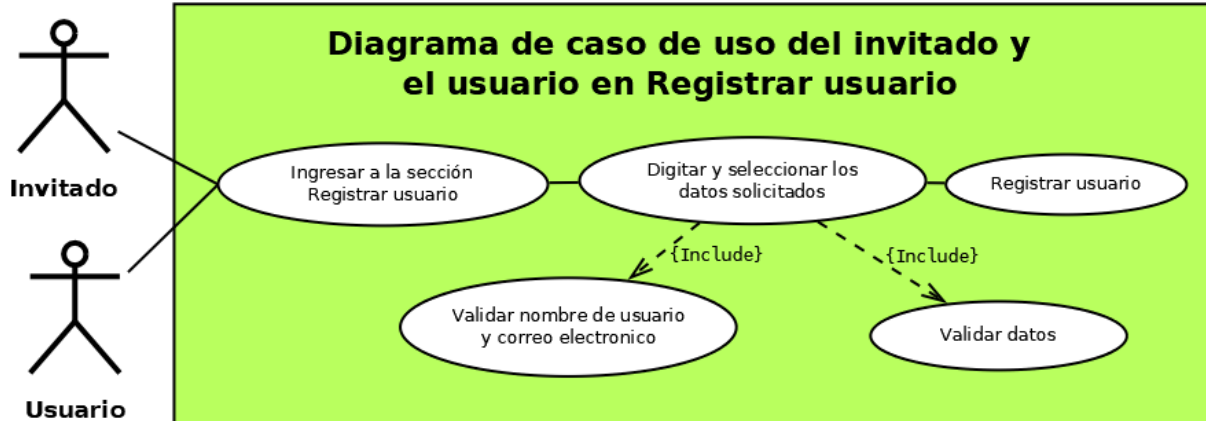 Diagrama de caso de uso del invitado y
el usuario en Registrar usuario
Invitado
Usuario
Ingresar a la sección
Registrar usuario
Digitar y seleccionar los
datos solicitados
Registrar usuario
{Include}
{Include}
Validar nombre de usuario
y correo electronico
Validar datos